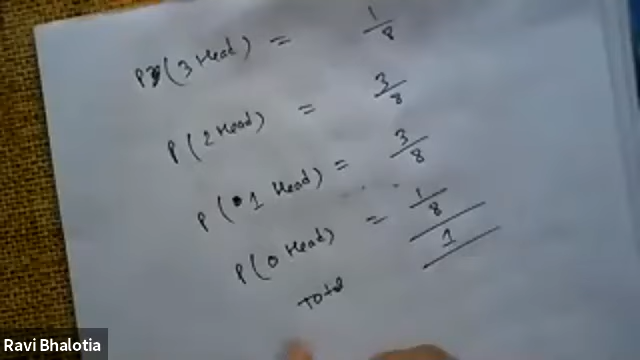 P(3 Head) = 1/8
P(2 Head) = 3/8
P(1 Head) = 3/8
P(0 Head) = 1/8
Total 1
Ravi Bhalotia